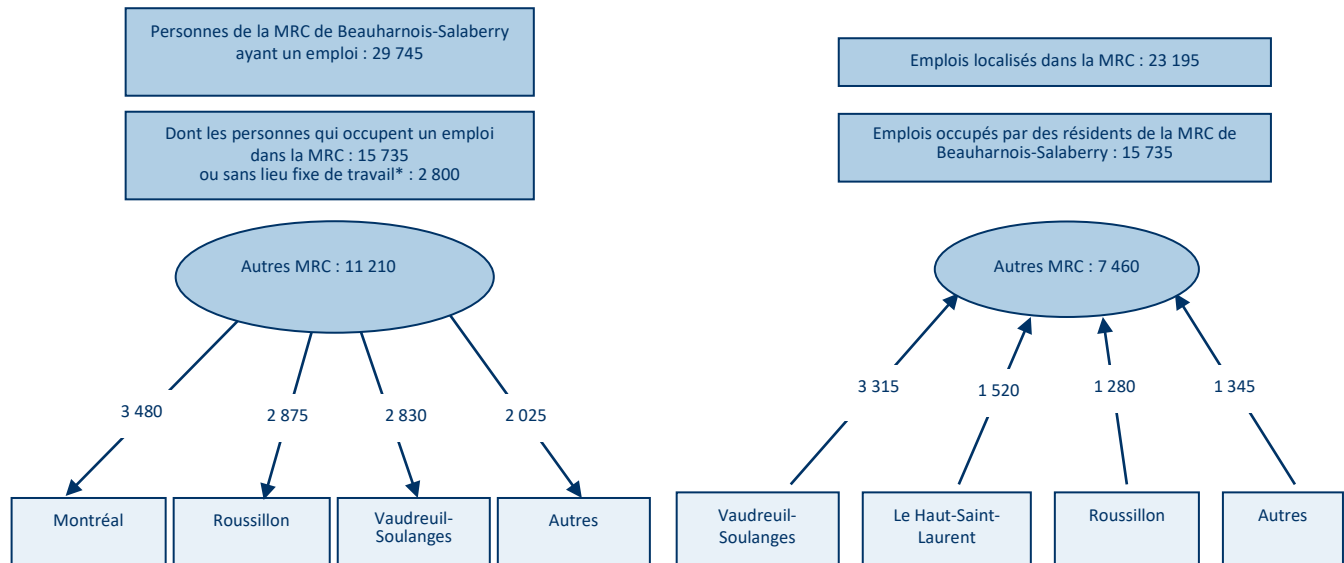 Personnes de la MRC de Beauharnois-Salaberry
ayant un emploi : 29 745
Dont les personnes qui occupent un emploi
dans la MRC : 15 735
ou sans lieu fixe de travail* : 2 800
Autres MRC : 11 210
3 480
2 875
2 830
2 025
Montréal
Roussillon
Vaudreuil-
Soulanges
Autres
Emplois localisés dans la MRC : 23 195
Emplois occupés par des résidents de la MRC de
Beauharnois-Salaberry : 15 735
Autres MRC : 7 460
3 315
1 520
1 280
1 345
Vaudreuil-
Soulanges
Le Haut-Saint-
Laurent
Roussillon
Autres